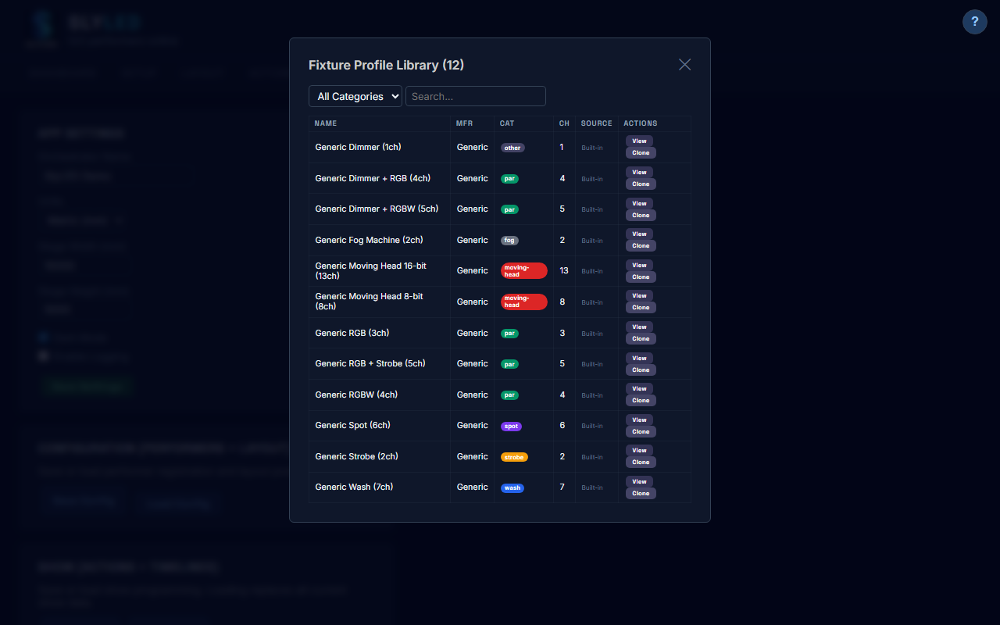 SLYLED
?
Fixture Profile Library (12)
All Categories
Search...
NAME MFR CAT CH SOURCE ACTIONS
Generic Dimmer (1ch) Generic other 1 Built-in View Clone
Generic Dimmer + RGB (4ch) Generic par 4 Built-in View Clone
Generic Dimmer + RGBW (5ch) Generic par 5 Built-in View Clone
Generic Fog Machine (2ch) Generic fog 2 Built-in View Clone
Generic Moving Head 16-bit (13ch) Generic moving-head 13 Built-in View Clone
Generic Moving Head 8-bit (8ch) Generic moving-head 8 Built-in View Clone
Generic RGB (3ch) Generic par 3 Built-in View Clone
Generic RGB + Strobe (5ch) Generic par 5 Built-in View Clone
Generic RGBW (4ch) Generic par 4 Built-in View Clone
Generic Spot (6ch) Generic spot 6 Built-in View Clone
Generic Strobe (2ch) Generic strobe 2 Built-in View Clone
Generic Wash (7ch) Generic wash 7 Built-in View Clone